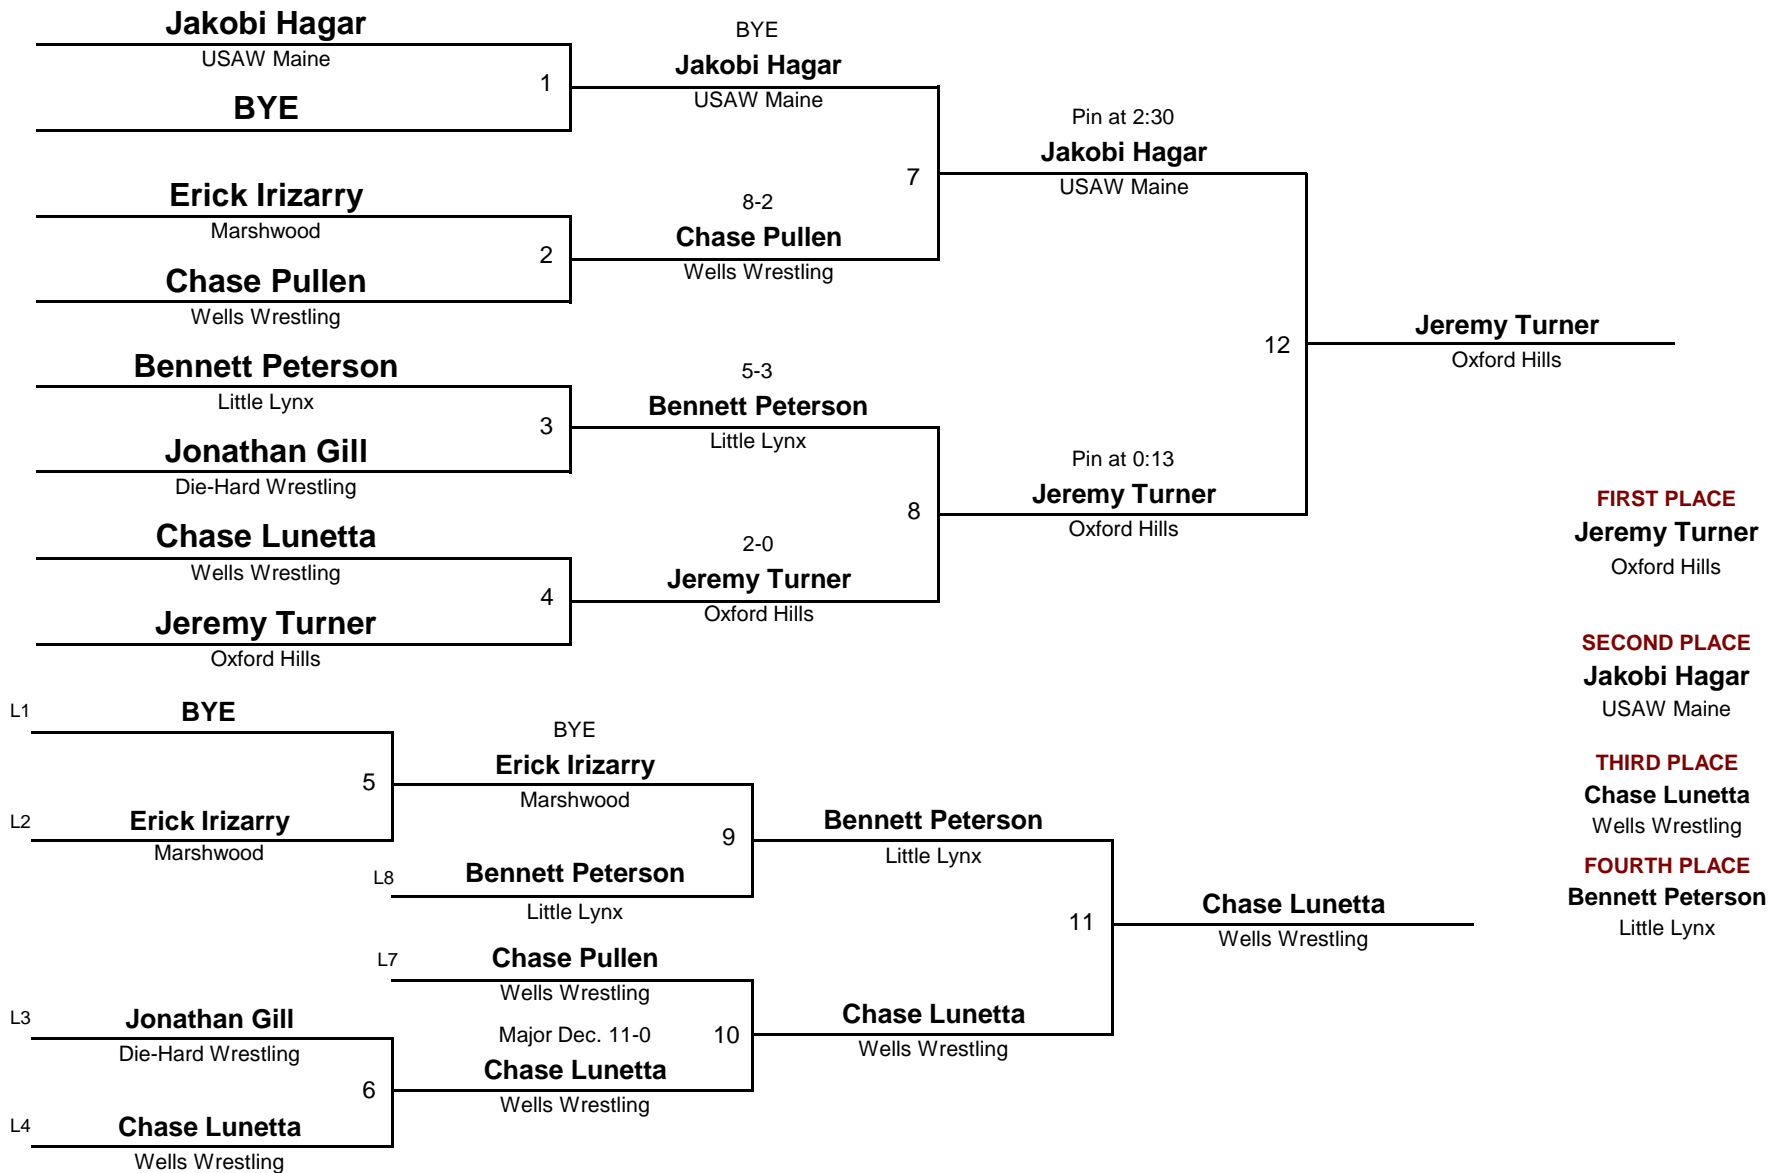 Jakobi Hagar
USAW Maine
1
BYE
Erick Irizarry
Marshwood
2
Chase Pullen
Wells Wrestling
Bennett Peterson
Little Lynx
3
Jonathan Gill
Die-Hard Wrestling
Chase Lunetta
Wells Wrestling
4
Jeremy Turner
Oxford Hills
BYE
Jakobi Hagar
USAW Maine
7
8-2
Chase Pullen
Wells Wrestling
5-3
Bennett Peterson
Little Lynx
8
2-0
Jeremy Turner
Oxford Hills
Pin at 2:30
Jakobi Hagar
USAW Maine
12
Pin at 0:13
Jeremy Turner
Oxford Hills
Jeremy Turner
Oxford Hills
L1
BYE
5
L2
Erick Irizarry
Marshwood
L3
Jonathan Gill
Die-Hard Wrestling
6
L4
Chase Lunetta
Wells Wrestling
BYE
Erick Irizarry
Marshwood
9
L8
Bennett Peterson
Little Lynx
L7
Chase Pullen
Wells Wrestling
10
Major Dec. 11-0
Chase Lunetta
Wells Wrestling
Bennett Peterson
Little Lynx
11
Chase Lunetta
Wells Wrestling
Chase Lunetta
Wells Wrestling
FIRST PLACE
Jeremy Turner
Oxford Hills
SECOND PLACE
Jakobi Hagar
USAW Maine
THIRD PLACE
Chase Lunetta
Wells Wrestling
FOURTH PLACE
Bennett Peterson
Little Lynx